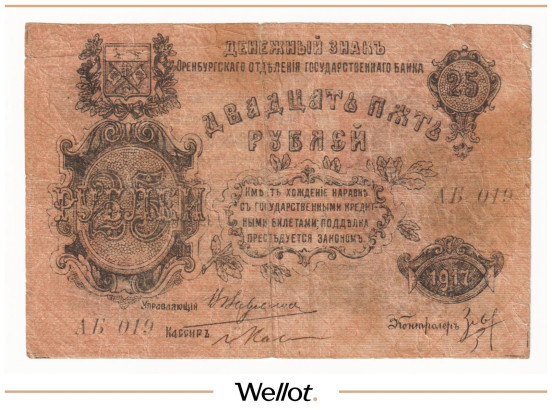 ДЕНЕЖНЫЙ ЗНАКЪ
ОРЕНБУРГСКАГО ОТДѢЛЕНІЯ ГОСУДАРСТВЕННАГО БАНКА
25
ДВАДЦАТЬ ПЯТЬ
РУБЛЕЙ
25
РУБЛЕЙ
ИМѢЕТЪ ХОЖДЕНІЕ НАРАВНѢ
СЪ ГОСУДАРСТВЕННЫМИ КРЕДИТ-
НЫМИ БИЛЕТАМИ, ПОДДѢЛКА
ПРЕСЛѢДУЕТСЯ ЗАКОНОМЪ.
АБ 019
1917
Управляющій
АБ 019
Кассиръ
Контролеръ
Wellot.